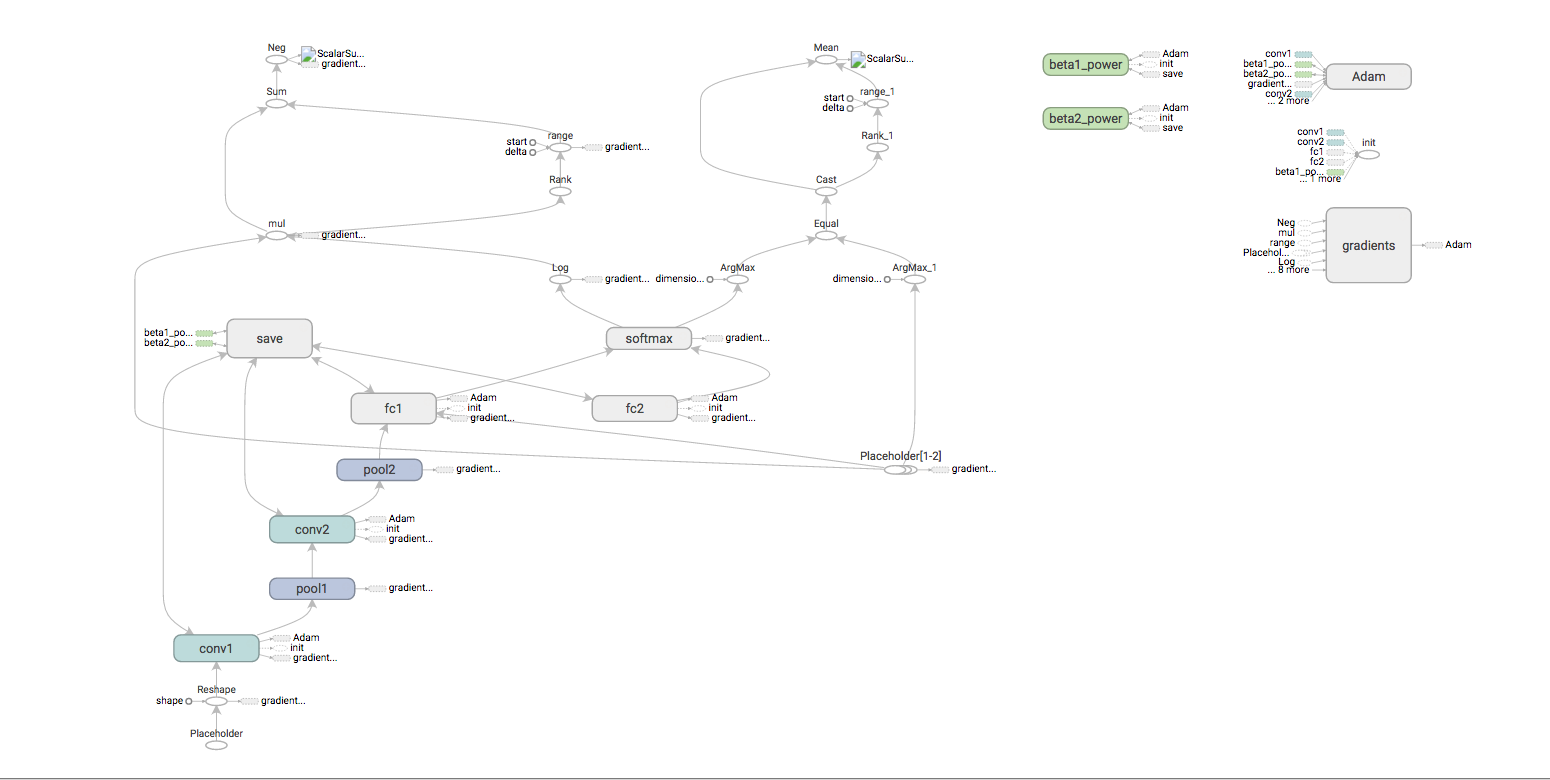 Neg
ScalarSu...
gradient...
Sum
start
delta
range
gradient...
Rank
mul
gradient...
Log
gradient...
Mean
ScalarSu...
start
delta
range_1
Rank_1
Cast
Equal
dimensio...
ArgMax
dimensio...
ArgMax_1
beta1_po...
beta2_po...
save
softmax
gradient...
fc1
Adam
init
gradient...
fc2
Adam
init
gradient...
Placeholder[1-2]
gradient...
pool2
gradient...
conv2
Adam
init
gradient...
pool1
gradient...
conv1
Adam
init
gradient...
Reshape
shape
gradient...
Placeholder
beta1_power
Adam
init
save
beta2_power
Adam
init
save
conv1
beta1_po...
beta2_po...
gradient...
conv2
... 2 more
Adam
conv1
conv2
fc1
fc2
beta1_po...
... 1 more
init
Neg
mul
range
Placehol...
Log
... 8 more
gradients
Adam